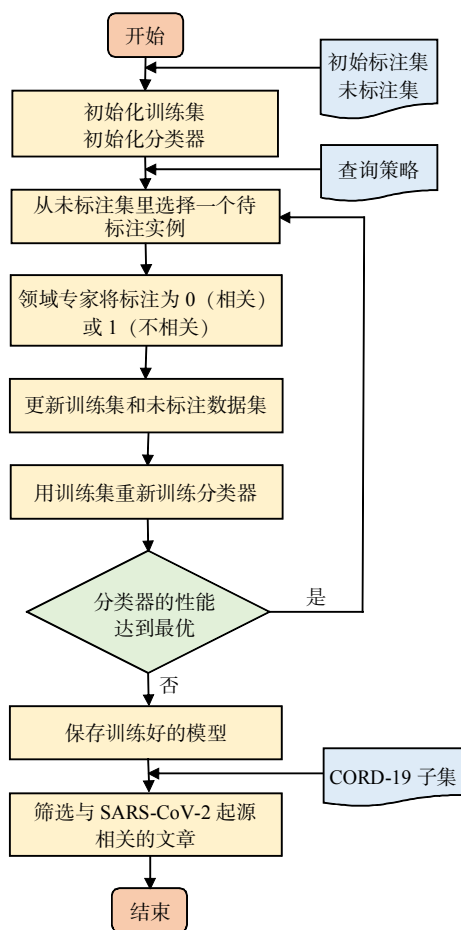 开始
初始标注集
未标注集
初始化训练集
初始化分类器
查询策略
从未标注集里选择一个待
标注实例
领域专家将标注为 0（相关）
或 1（不相关）
更新训练集和未标注数据集
用训练集重新训练分类器
分类器的性能
达到最优
是
否
保存训练好的模型
CORD-19 子集
筛选与 SARS-CoV-2 起源
相关的文章
结束